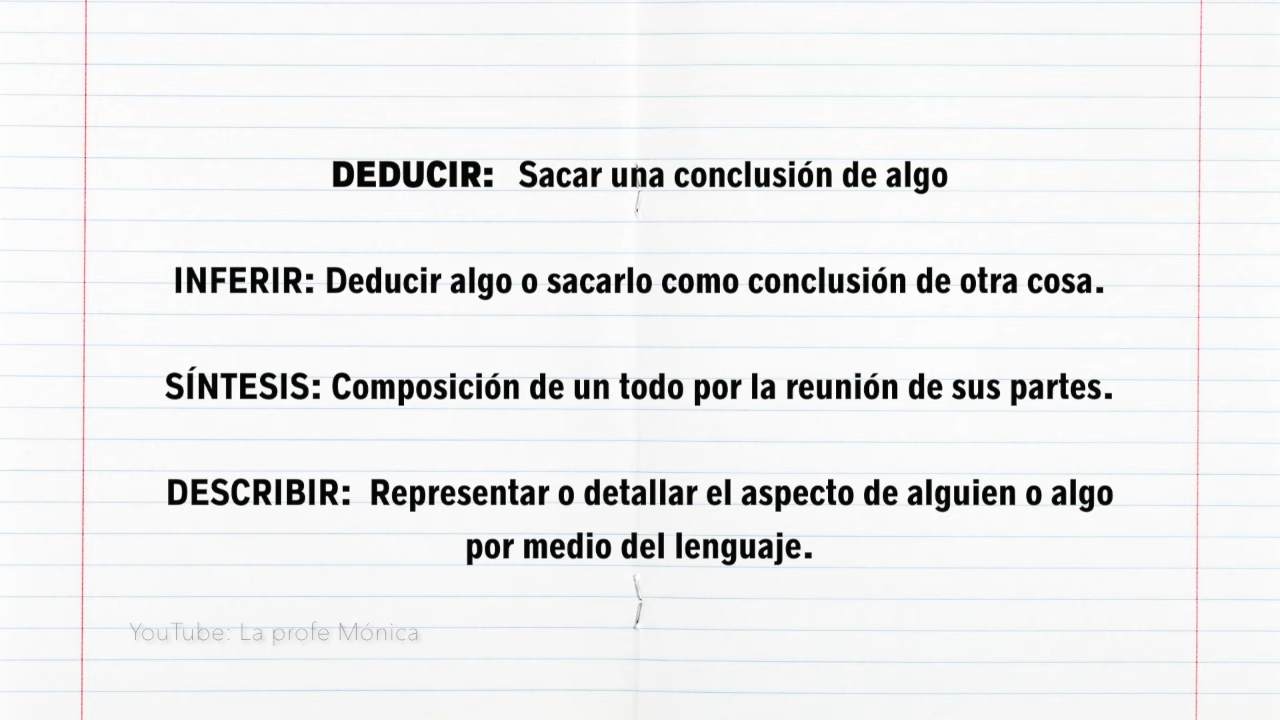 DEDUCIR: Sacar una conclusión de algo
INFERIR: Deducir algo o sacarlo como conclusión de otra cosa.
SÍNTESIS: Composición de un todo por la reunión de sus partes.
DESCRIBIR: Representar o detallar el aspecto de alguien o algo
por medio del lenguaje.
YouTube: La profe Mónica